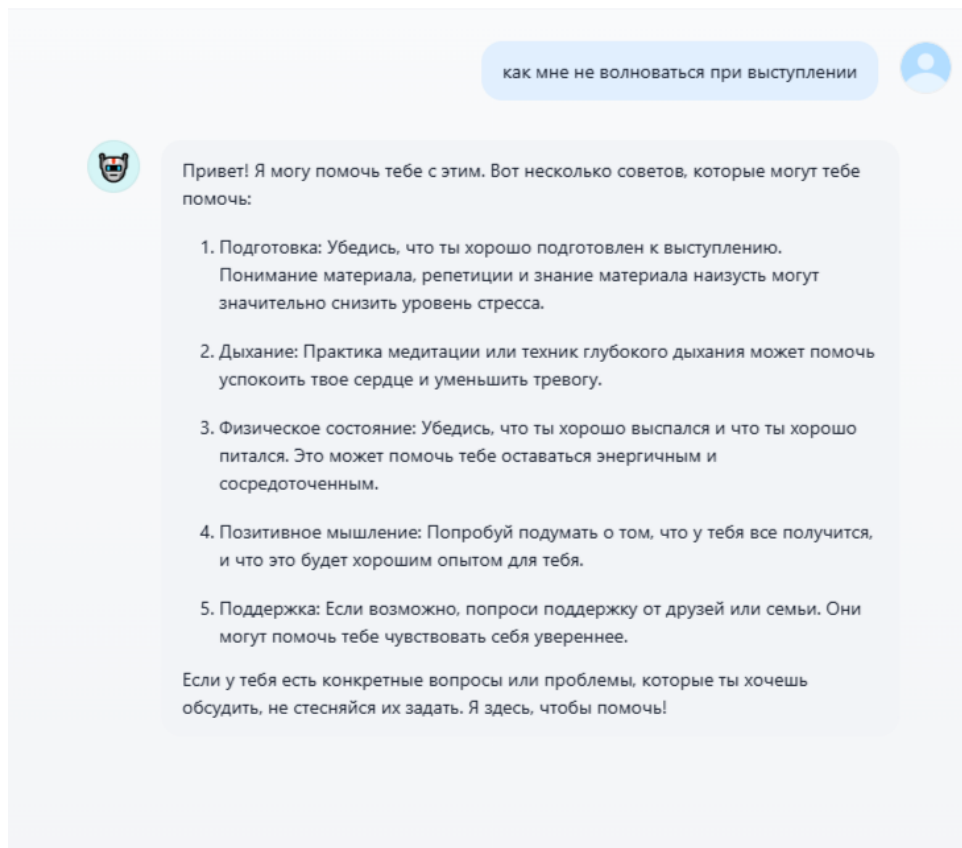 как мне не волноваться при выступлении
Привет! Я могу помочь тебе с этим. Вот несколько советов, которые могут тебе
помочь:
1. Подготовка: Убедись, что ты хорошо подготовлен к выступлению.
Понимание материала, репетиции и знание материала наизусть могут
значительно снизить уровень стресса.
2. Дыхание: Практика медитации или техник глубокого дыхания может помочь
успокоить твое сердце и уменьшить тревогу.
3. Физическое состояние: Убедись, что ты хорошо выспался и что ты хорошо
питался. Это может помочь тебе оставаться энергичным и
сосредоточенным.
4. Позитивное мышление: Попробуй подумать о том, что у тебя все получится,
и что это будет хорошим опытом для тебя.
5. Поддержка: Если возможно, попроси поддержку от друзей или семьи. Они
могут помочь тебе чувствовать себя увереннее.
Если у тебя есть конкретные вопросы или проблемы, которые ты хочешь
обсудить, не стесняйся их задать. Я здесь, чтобы помочь!